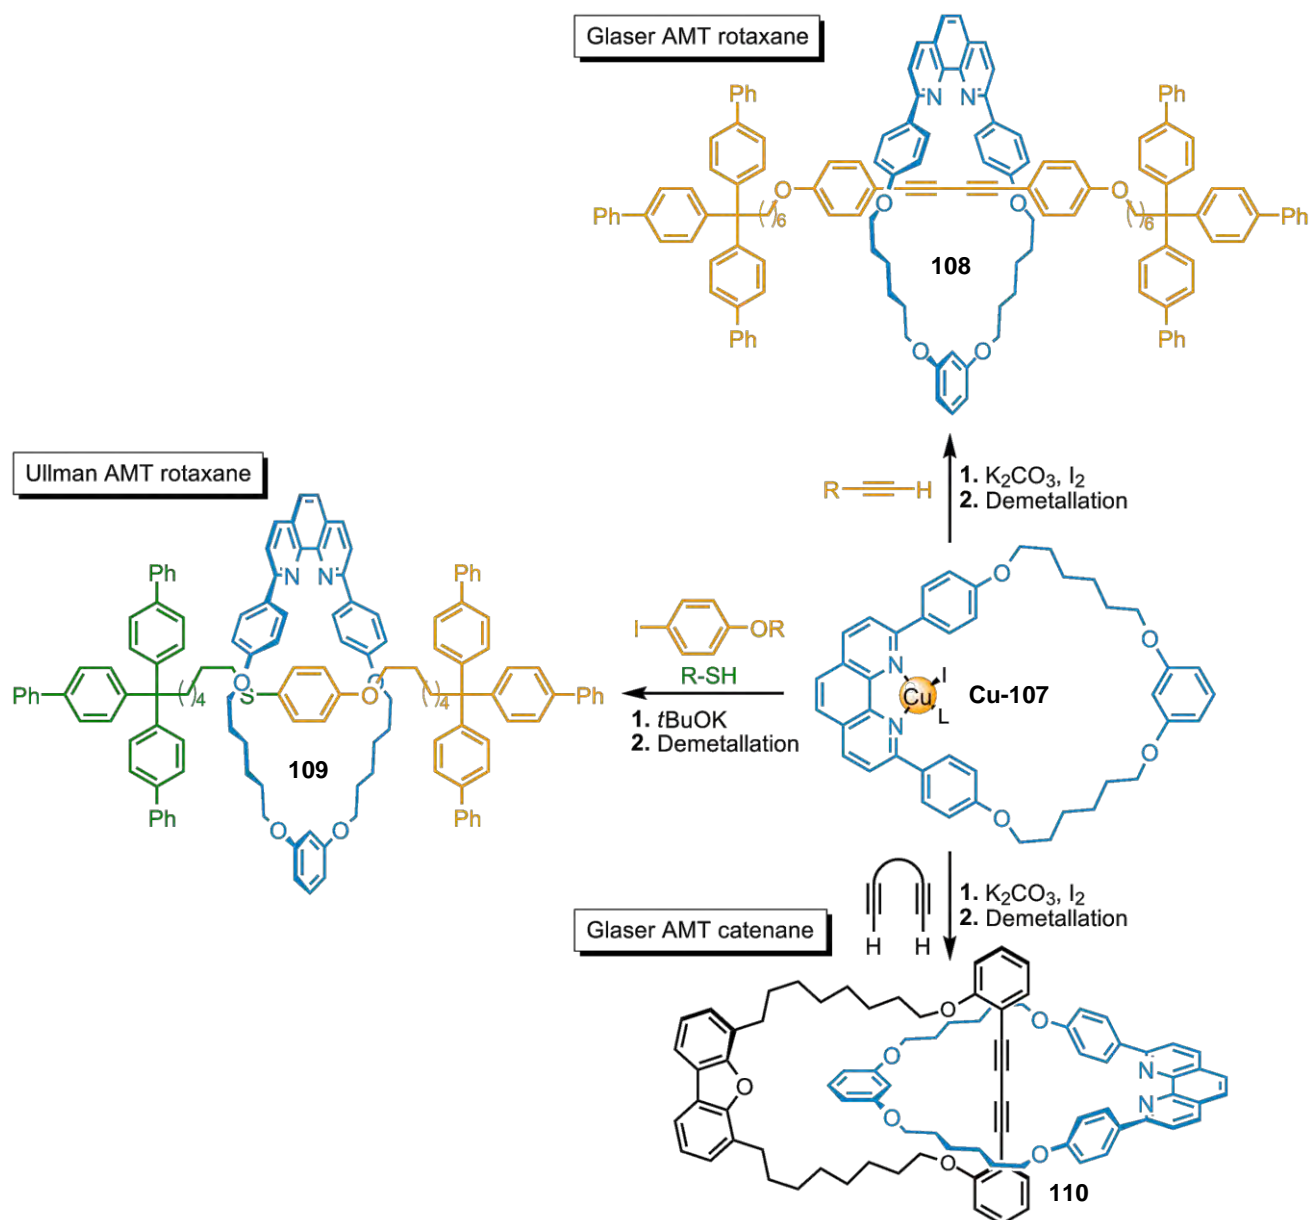 Glaser AMT rotaxane
Ph
Ph
N N
Ph
O
O
Ph
( )6
O
O
( )6
Ph
108
Ph
Ph
O
O
Ullman AMT rotaxane
R
H
1. K2CO3, I2
2. Demetallation
Ph
N N
Ph
O
O
I
OR
N
I
Cu
Cu-107
O
R-SH
L
Ph
( )4
O
S
O
O
( )4
Ph
1. tBuOK
2. Demetallation
N
O
109
Ph
Ph
O
O
O
1. K2CO3, I2
2. Demetallation
Glaser AMT catenane
H
H
O
O
O
N
O
O
N
O
O
O
110